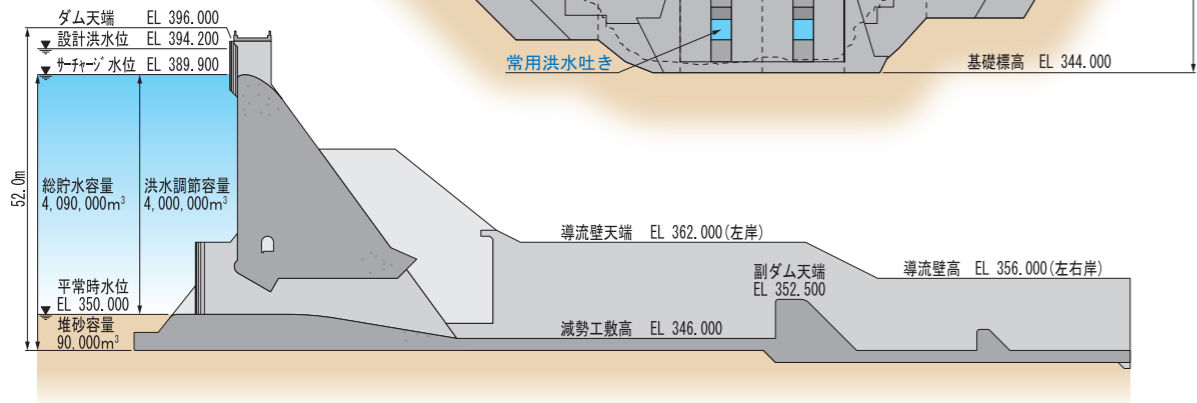 ダム天端 EL 396.000
設計洪水位 EL 394.200
サーチャージ水位 EL 389.900
常用洪水吐き
基礎標高 EL 344.000
52.0m
総貯水容量
4,090,000m³
洪水調節容量
4,000,000m³
平常時水位
EL 350.000
堆砂容量
90,000m³
導流壁天端 EL 362.000(左岸)
副ダム天端
EL 352.500
導流壁高 EL 356.000(左右岸)
減勢工敷高 EL 346.000